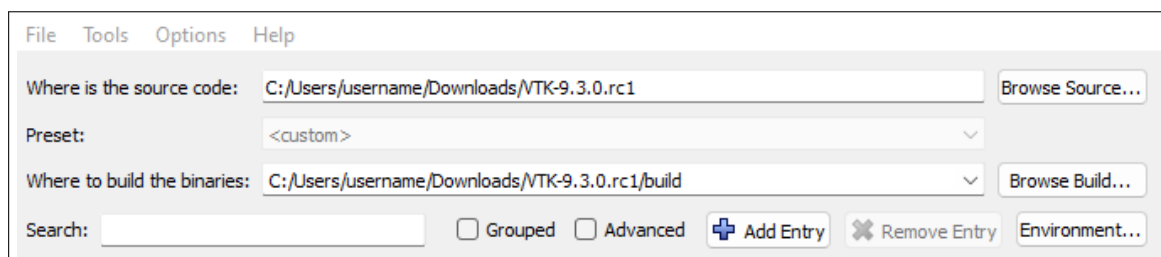 File Tools Options Help
Where is the source code: C:/Users/username/Downloads/VTK-9.3.0.rc1 Browse Source...
Preset: <custom>
Where to build the binaries: C:/Users/username/Downloads/VTK-9.3.0.rc1/build Browse Build...
Search: Grouped Advanced Add Entry Remove Entry Environment...